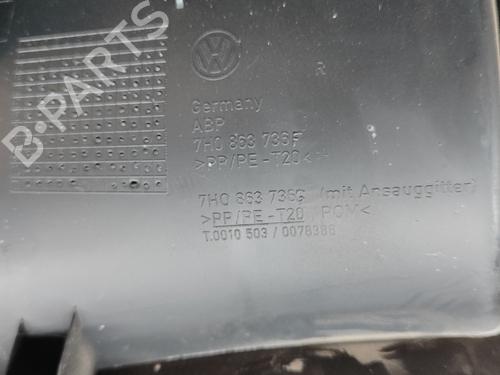 B-PARTS
Germany
ABP
7H0 863 736F
>PP/PE-T20<
7H0 863 736G (mit Ansauggitter)
>PP/PE-T20 POM<
T.0010 503 / 0078388